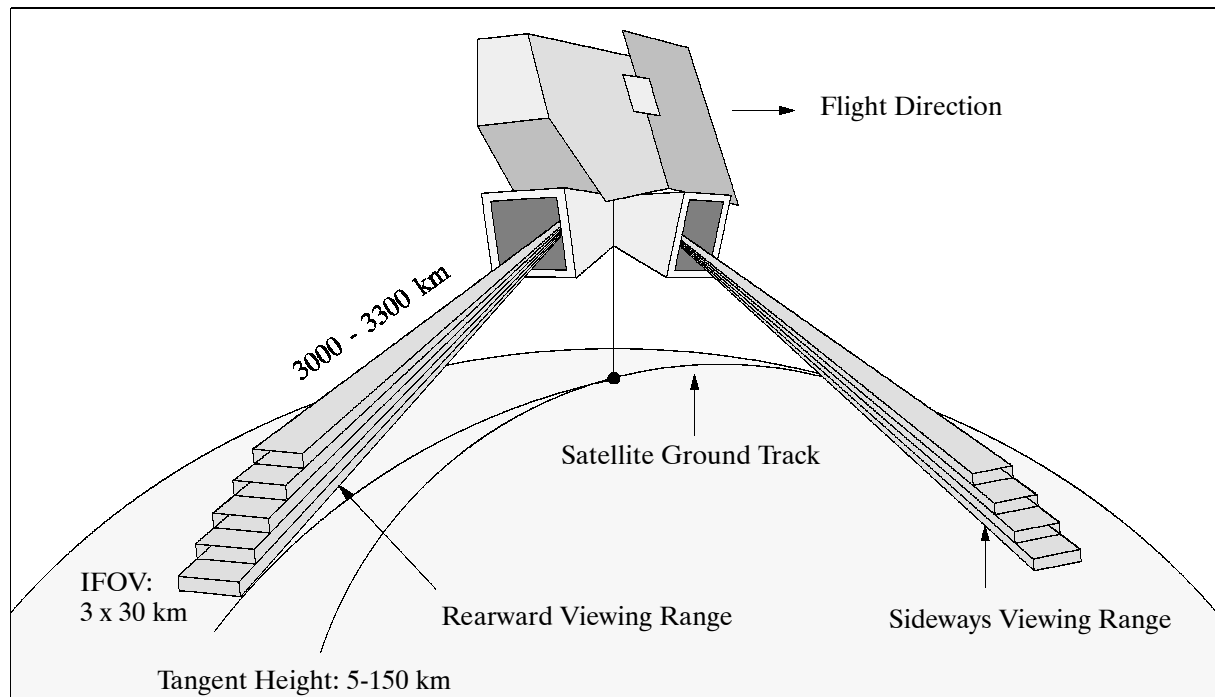 Flight Direction
3000 - 3300 km
Satellite Ground Track
IFOV:
3 x 30 km
Rearward Viewing Range
Sideways Viewing Range
Tangent Height: 5-150 km